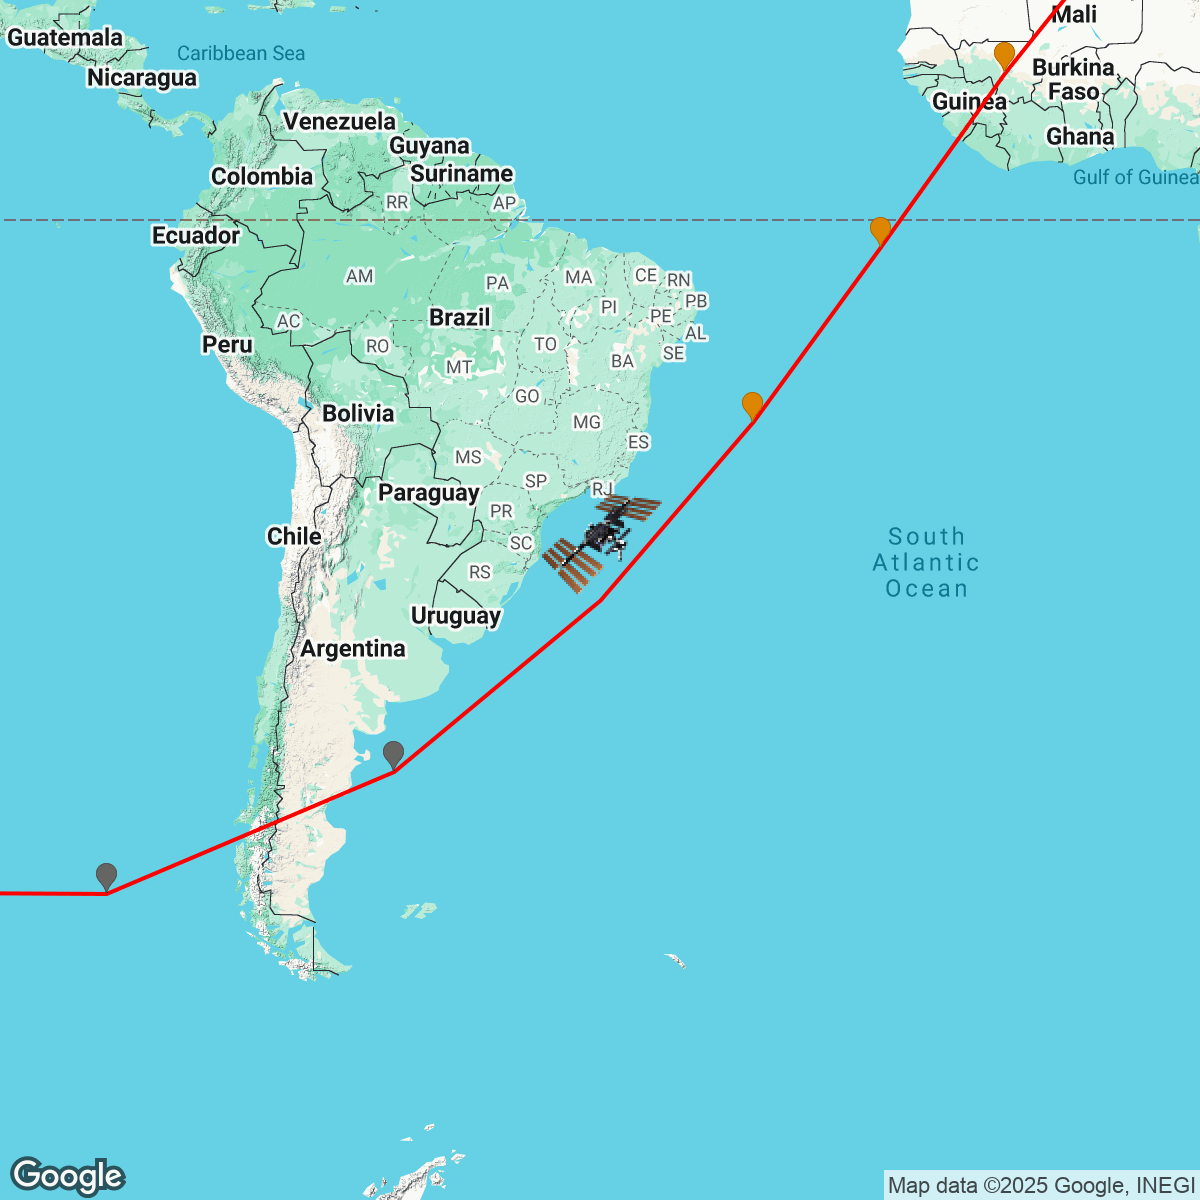 Mali
Guatemala
Caribbean Sea
Burkina
Faso
Nicaragua
Guinea
Venezuela
Ghana
Guyana
Suriname
Colombia
Gulf of Guinea
RR
AP
Ecuador
AM
PA
MA
CE
RN
PI
PB
PE
AC
Brazil
AL
Peru
RO
TO
SE
MT
BA
GO
Bolivia
MG
ES
MS
SP
Paraguay
RJ
PR
Chile
SC
South
Atlantic
Ocean
RS
Uruguay
Argentina
Google
Map data ©2025 Google, INEGI